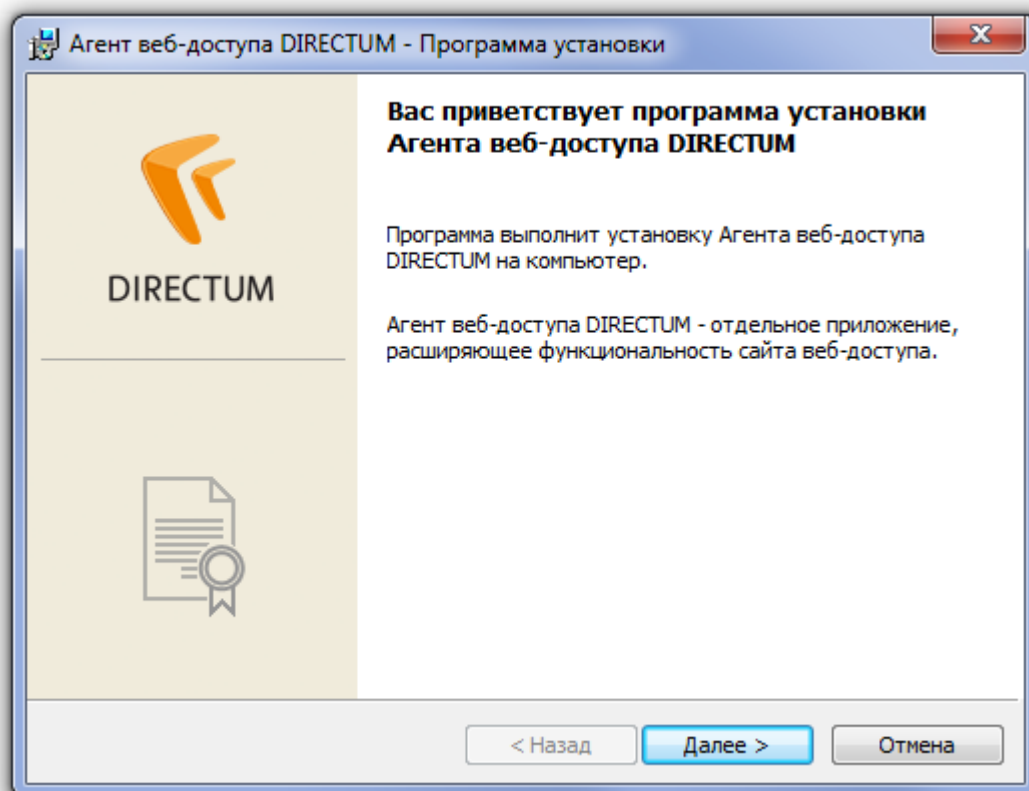 Агент веб-доступа DIRECTUM - Программа установки
Вас приветствует программа установки
Агента веб-доступа DIRECTUM
DIRECTUM
Программа выполнит установку Агента веб-доступа
DIRECTUM на компьютер.
Агент веб-доступа DIRECTUM - отдельное приложение,
расширяющее функциональность сайта веб-доступа.
< Назад
Далее >
Отмена